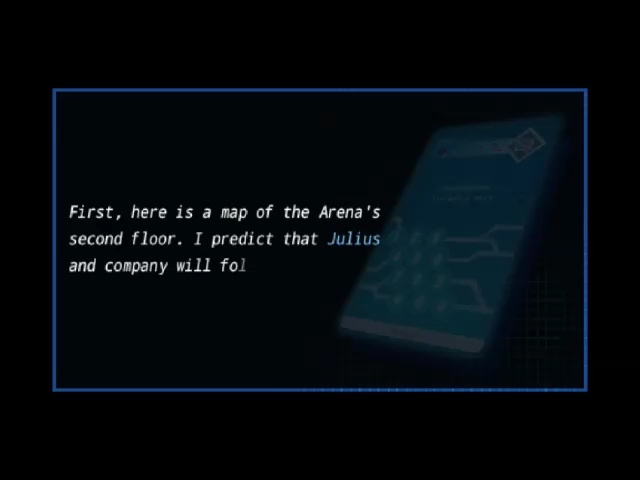 First, here is a map of the Arena's
second floor. I predict that Julius
and company will fol